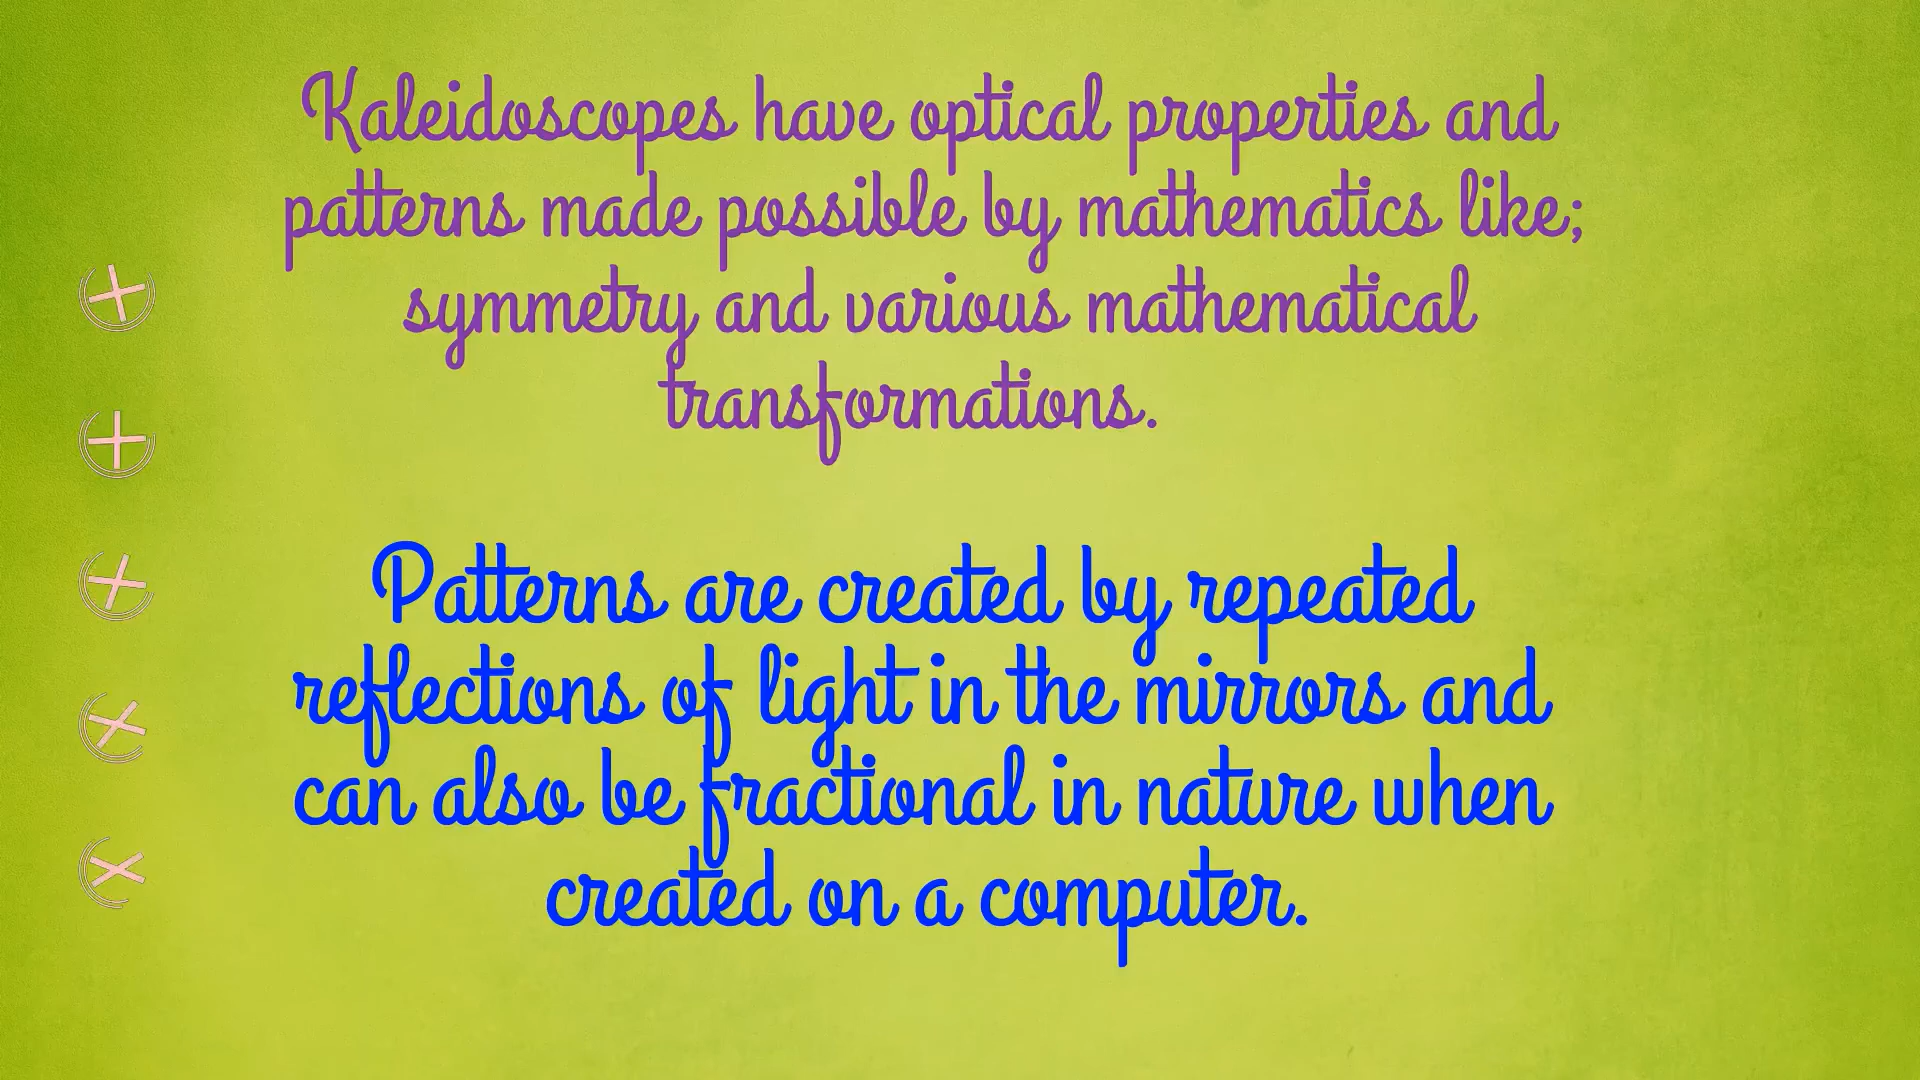 Kaleidoscopes have optical properties and
patterns made possible by mathematics like;
symmetry and various mathematical
transformations.
Patterns are created by repeated
reflections of light in the mirrors and
can also be fractional in nature when
created on a computer.